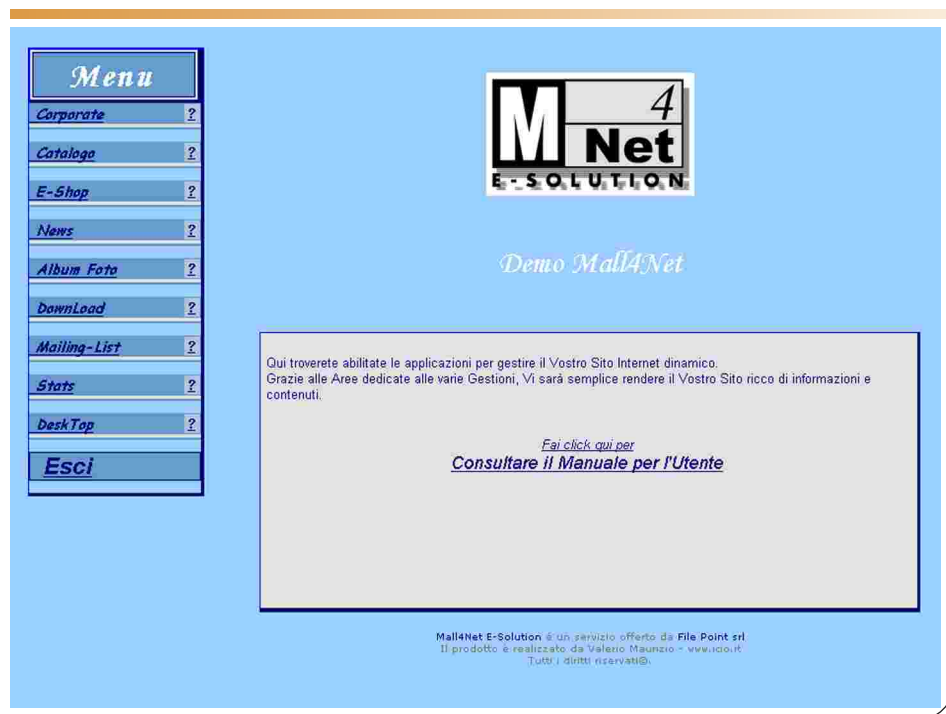 Menu
Corporate ?
Catalogo ?
E-Shop ?
News ?
Album Foto ?
DownLoad ?
Mailing-List ?
Stats ?
DeskTop ?
Esci
M 4
Net
E-SOLUTION
Demo Mall4Net
Qui troverete abilitate le applicazioni per gestire il Vostro Sito Internet dinamico.
Grazie alle Aree dedicate alle varie Gestioni, Vi sarà semplice rendere il Vostro Sito ricco di informazioni e
contenuti.
Fai click qui per
Consultare il Manuale per l'Utente
Mall4Net E-Solution è un servizio offerto da File Point srl
Il prodotto è realizzato da Valerio Maurizio - www.icio.it
Tutti i diritti riservati©.